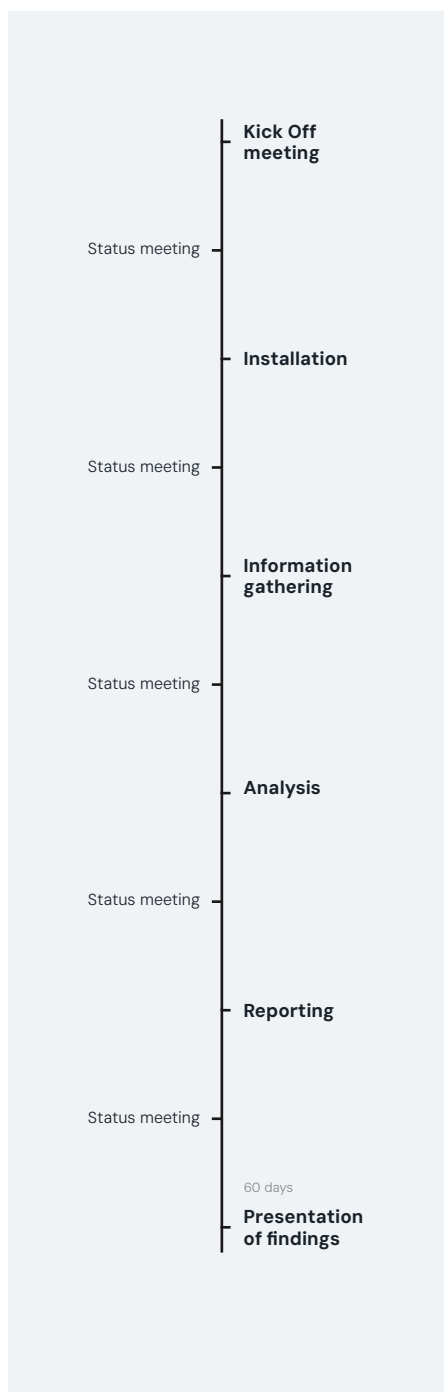 Kick Off
meeting
Status meeting
Installation
Status meeting
Information
gathering
Status meeting
Analysis
Status meeting
Reporting
Status meeting
60 days
Presentation
of findings